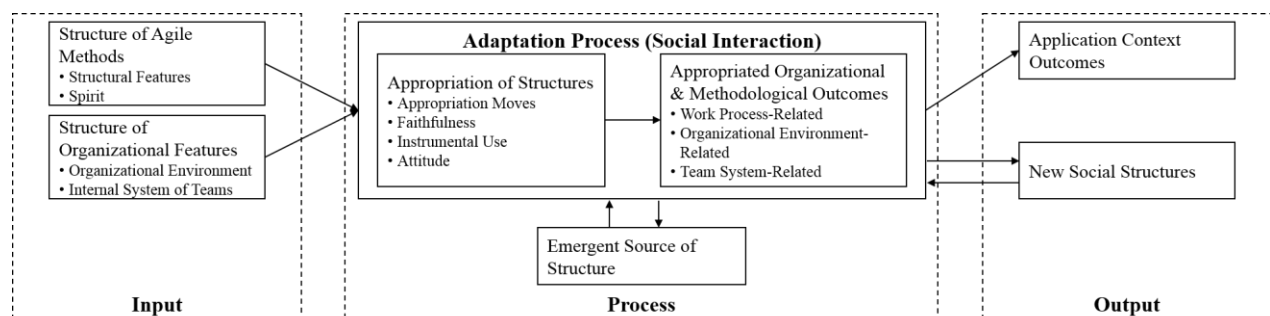 Structure of Agile
Methods
• Structural Features
• Spirit
Structure of
Organizational Features
• Organizational Environment
• Internal System of Teams
Input
Adaptation Process (Social Interaction)
Appropriation of Structures
• Appropriation Moves
• Faithfulness
• Instrumental Use
• Attitude
Appropriated Organizational
& Methodological Outcomes
• Work Process-Related
• Organizational Environment-
Related
• Team System-Related
Emergent Source of
Structure
Process
Application Context
Outcomes
New Social Structures
Output